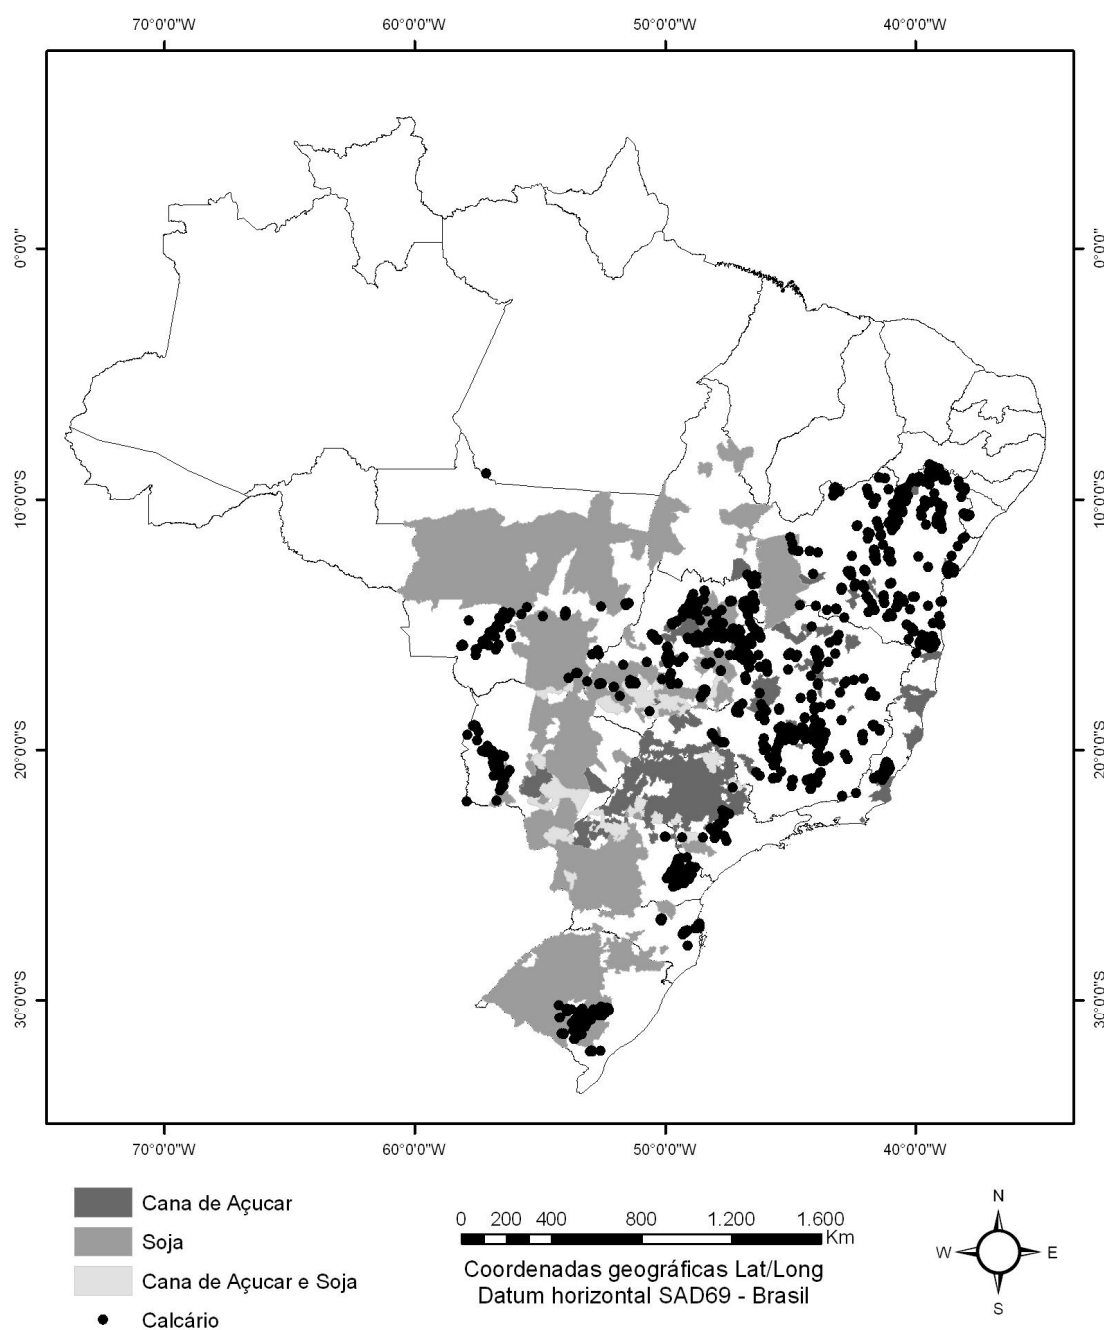 70°0'0"W 60°0'0"W 50°0'0"W 40°0'0"W
0°0'0" 0°0'0"
10°0'0"S 10°0'0"S
20°0'0"S 20°0'0"S
30°0'0"S 30°0'0"S
70°0'0"W 60°0'0"W 50°0'0"W 40°0'0"W
Cana de Açucar
Soja
Cana de Açucar e Soja
Calcário
0 200 400 800 1.200 1.600
Km
Coordenadas geográficas Lat/Long
Datum horizontal SAD69 - Brasil
N
W E
S